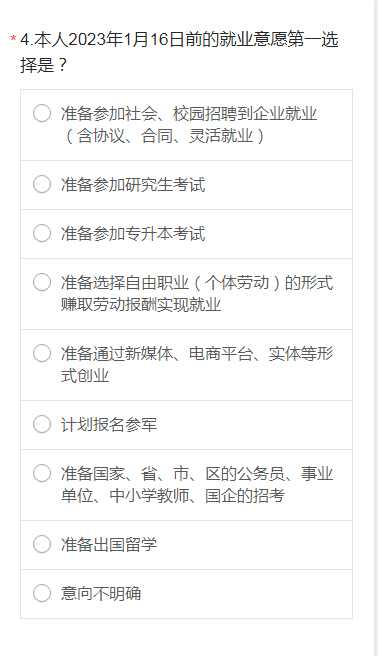 * 4.本人2023年1月16日前的就业意愿第一选
择是？
准备参加社会、校园招聘到企业就业
（含协议、合同、灵活就业）
准备参加研究生考试
准备参加专升本考试
准备选择自由职业（个体劳动）的形式
赚取劳动报酬实现就业
准备通过新媒体、电商平台、实体等形
式创业
计划报名参军
准备国家、省、市、区的公务员、事业
单位、中小学教师、国企的招考
准备出国留学
意向不明确